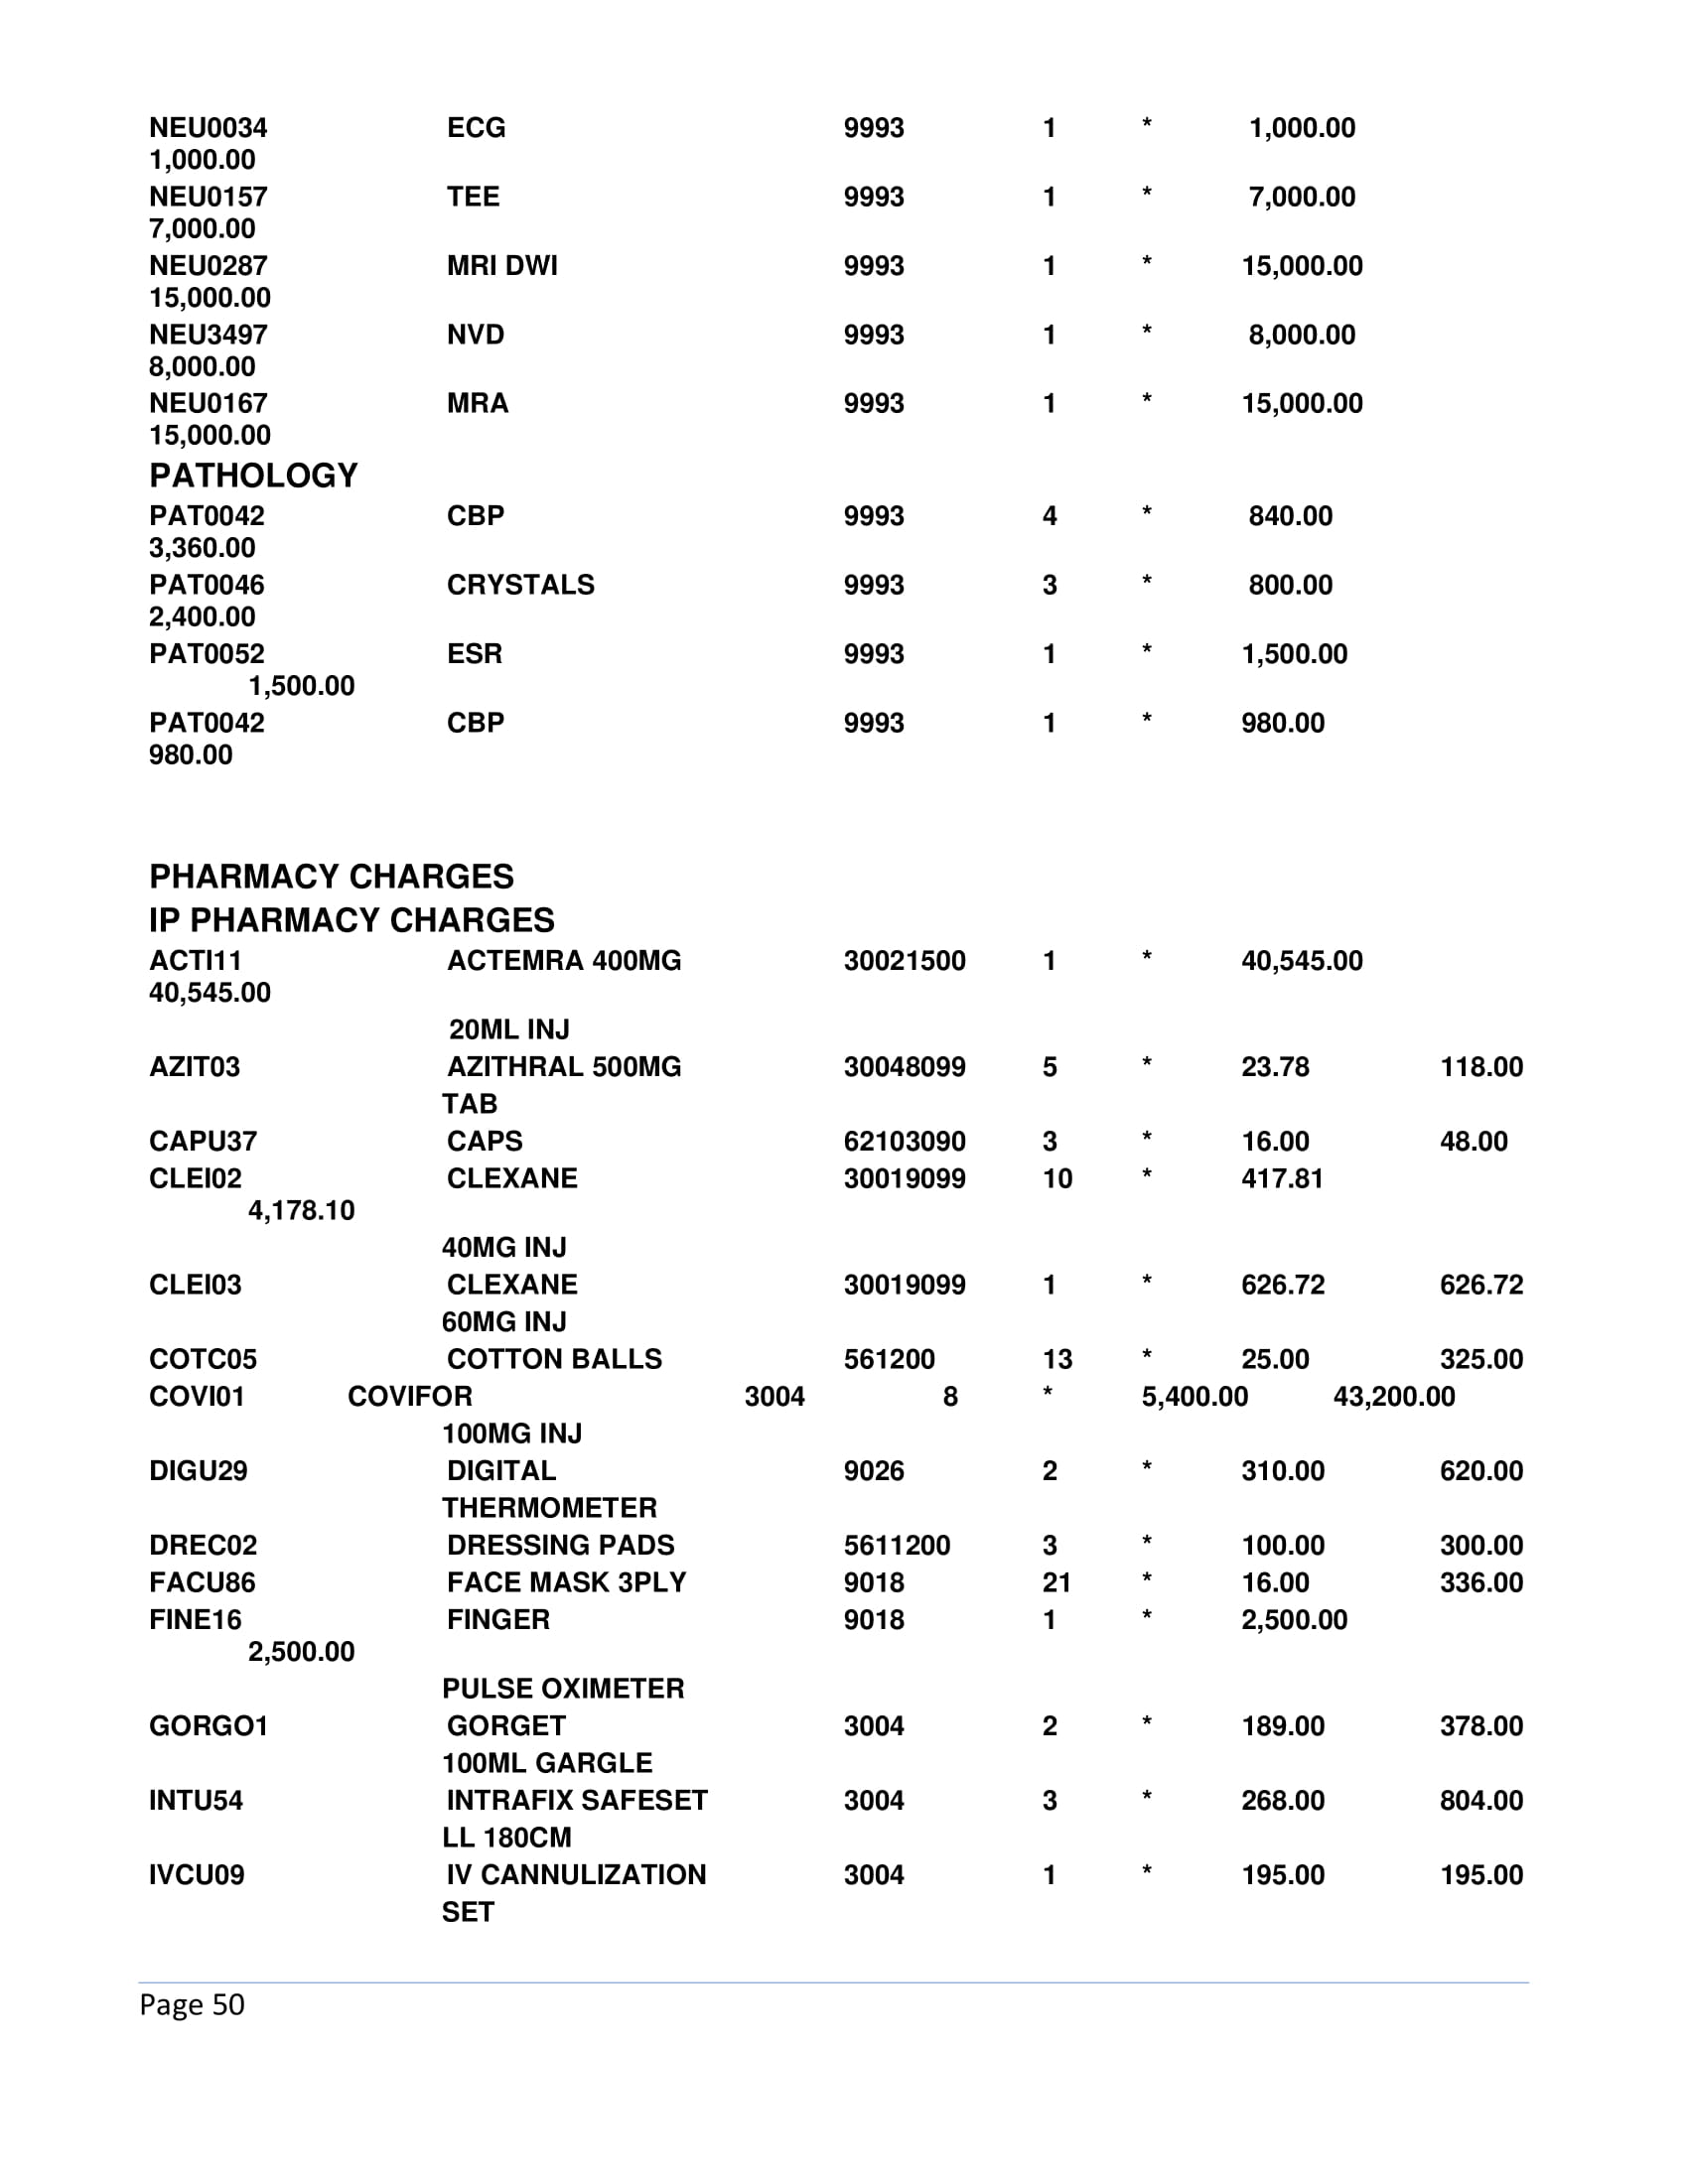 NEU0034 ECG 9993 1 * 1,000.00
1,000.00
NEU0157 TEE 9993 1 * 7,000.00
7,000.00
NEU0287 MRI DWI 9993 1 * 15,000.00
15,000.00
NEU3497 NVD 9993 1 * 8,000.00
8,000.00
NEU0167 MRA 9993 1 * 15,000.00
15,000.00
PATHOLOGY
PAT0042 CBP 9993 4 * 840.00
3,360.00
PAT0046 CRYSTALS 9993 3 * 800.00
2,400.00
PAT0052 ESR 9993 1 * 1,500.00
1,500.00
PAT0042 CBP 9993 1 * 980.00
980.00
PHARMACY CHARGES
IP PHARMACY CHARGES
ACTI11 ACTEMRA 400MG 30021500 1 * 40,545.00
40,545.00
20ML INJ
AZIT03 AZITHRAL 500MG 30048099 5 * 23.78 118.00
TAB
CAPU37 CAPS 62103090 3 * 16.00 48.00
CLEI02 CLEXANE 30019099 10 * 417.81
4,178.10
40MG INJ
CLEI03 CLEXANE 30019099 1 * 626.72 626.72
60MG INJ
COTC05 COTTON BALLS 561200 13 * 25.00 325.00
COVI01 COVIFOR 3004 8 * 5,400.00 43,200.00
100MG INJ
DIGU29 DIGITAL 9026 2 * 310.00 620.00
THERMOMETER
DREC02 DRESSING PADS 5611200 3 * 100.00 300.00
FACU86 FACE MASK 3PLY 9018 21 * 16.00 336.00
FINE16 FINGER 9018 1 * 2,500.00
2,500.00
PULSE OXIMETER
GORGO1 GORGET 3004 2 * 189.00 378.00
100ML GARGLE
INTU54 INTRAFIX SAFESET 3004 3 * 268.00 804.00
LL 180CM
IVCU09 IV CANNULIZATION 3004 1 * 195.00 195.00
SET
Page 50